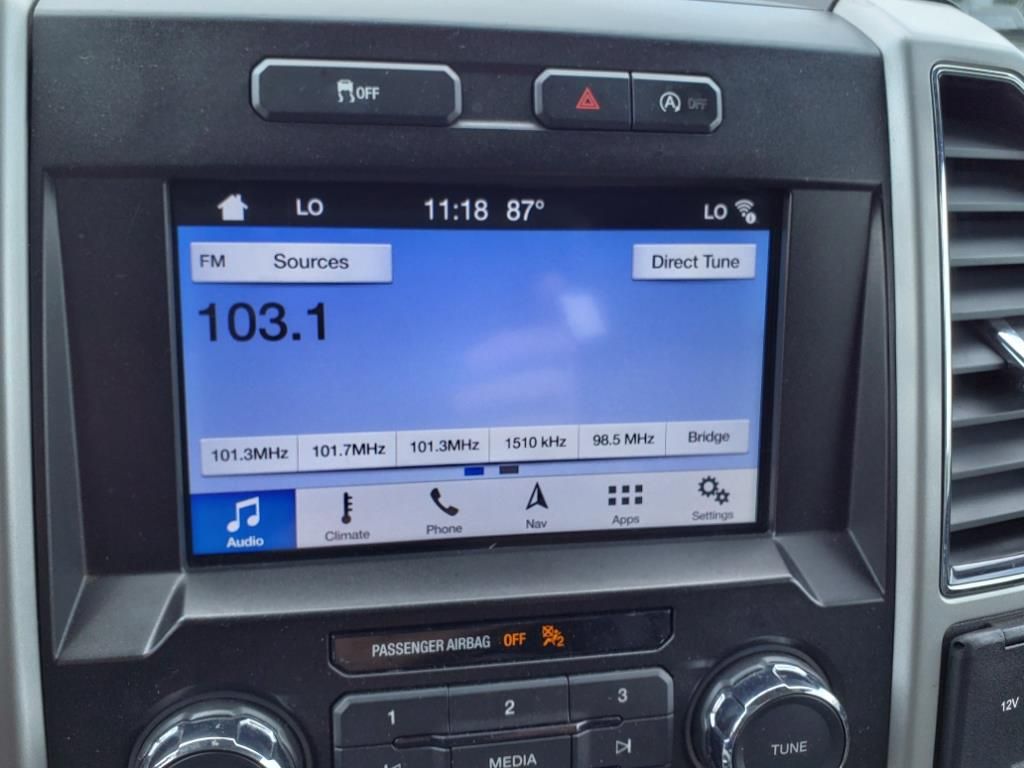 OFF
A OFF
LO 11:18 87° LO
FM Sources Direct Tune
103.1
101.3MHz 101.7MHz 101.3MHz 1510 kHz 98.5 MHz Bridge
Audio Climate Phone Nav Apps Settings
PASSENGER AIRBAG OFF 2
1 2 3
MEDIA
TUNE
12V